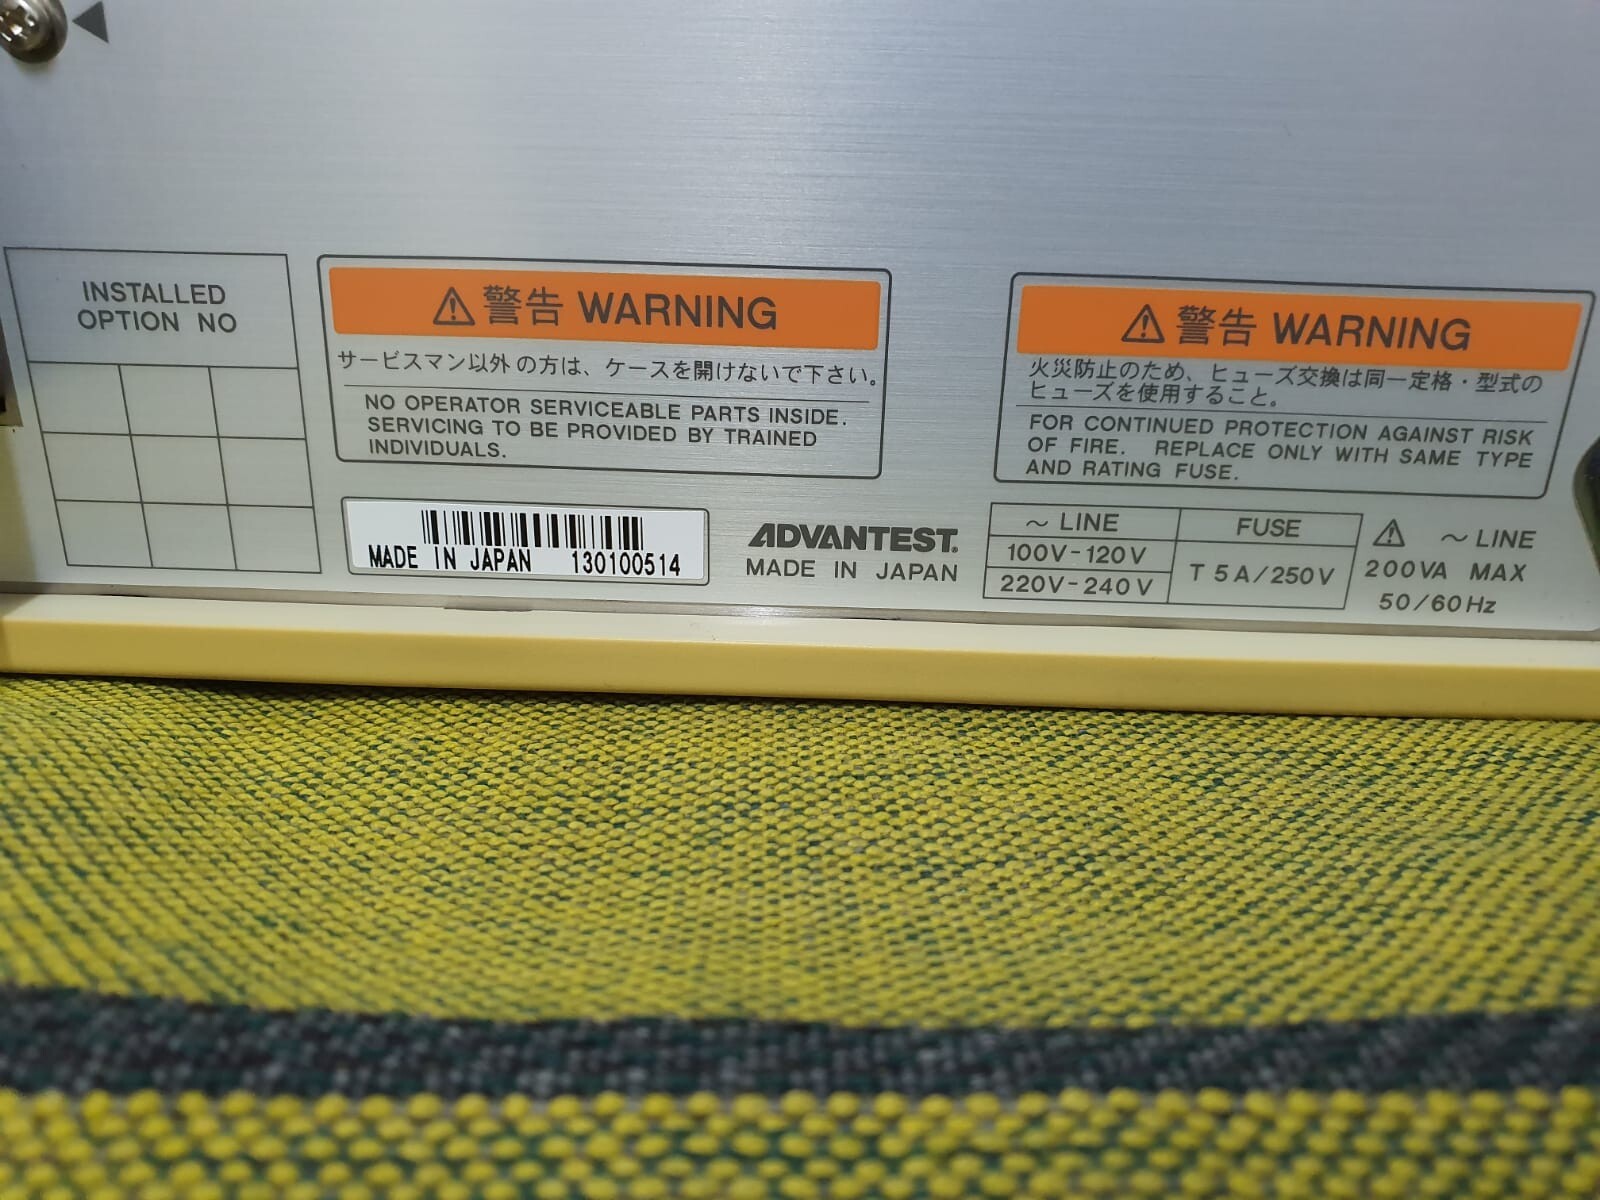 INSTALLED
OPTION NO
⚠警告 WARNING
サービスマン以外の方は、ケースを開けないで下さい。
NO OPERATOR SERVICEABLE PARTS INSIDE.
SERVICING TO BE PROVIDED BY TRAINED
INDIVIDUALS.
⚠警告 WARNING
火災防止のため、ヒューズ交換は同一定格・型式の
ヒューズを使用すること。
FOR CONTINUED PROTECTION AGAINST RISK
OF FIRE. REPLACE ONLY WITH SAME TYPE
AND RATING FUSE.
MADE IN JAPAN 130100514
ADVANTEST.
MADE IN JAPAN
~ LINE
100V-120V
220V-240V
FUSE
T 5A/250V
⚠ ~ LINE
200VA MAX
50/60Hz